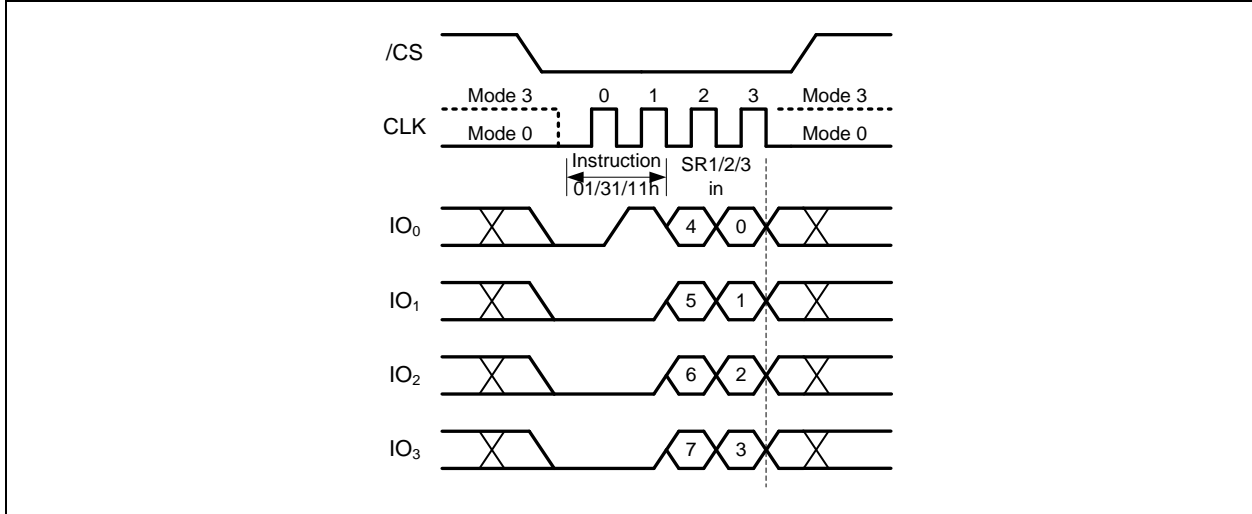 /CS
Mode 3 0 1 2 3 Mode 3
CLK
Mode 0 Mode 0
Instruction SR1/2/3
01/31/11h in
IO₀ 4 0
IO₁ 5 1
IO₂ 6 2
IO₃ 7 3